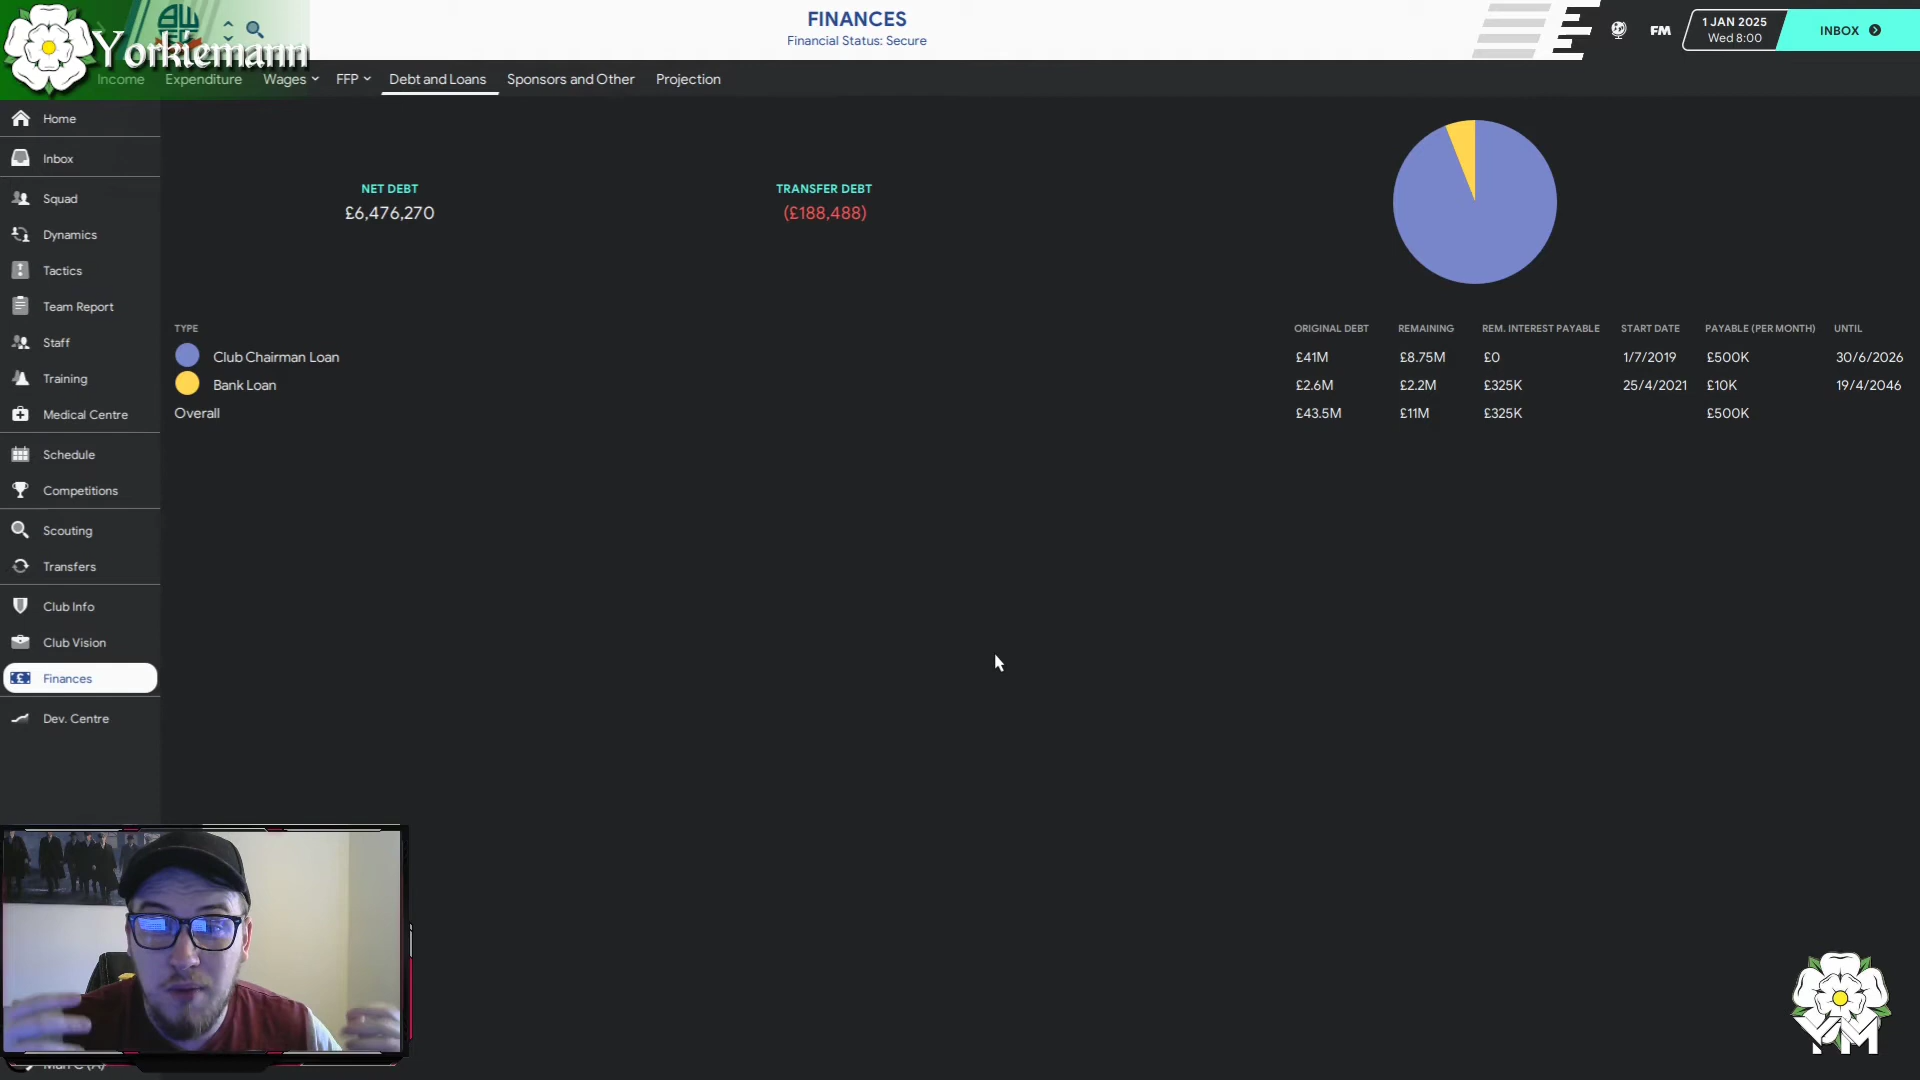 Yorkiemann
FINANCES
Financial Status: Secure
FM
1 JAN 2025
Wed 8:00
INBOX
Income
Expenditure
Wages
FFP
Debt and Loans
Sponsors and Other
Projection
Home
Inbox
Squad
Dynamics
Tactics
Team Report
Staff
Training
Medical Centre
Schedule
Competitions
Scouting
Transfers
Club Info
Club Vision
Finances
Dev. Centre
NET DEBT
£6,476,270
TRANSFER DEBT
(£188,488)
TYPE ORIGINAL DEBT REMAINING REM. INTEREST PAYABLE START DATE PAYABLE (PER MONTH) UNTIL
Club Chairman Loan £41M £8.75M £0 1/7/2019 £500K 30/6/2026
Bank Loan £2.6M £2.2M £325K 25/4/2021 £10K 19/4/2046
Overall £43.5M £11M £325K £500K
YM